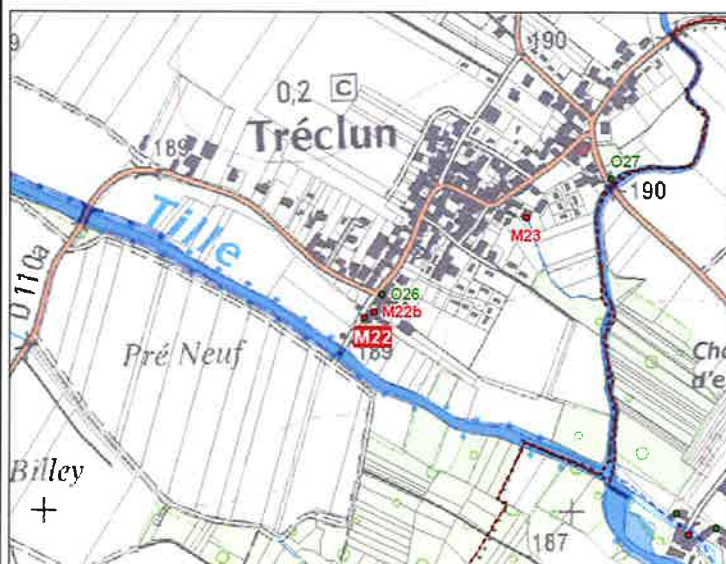 9
190
0,2 C
189
Tréclun
O27
190
Tille
M23
D 110a
O26
M22b
M22
189
Pré Neuf
Cha
d'e
Billey
187